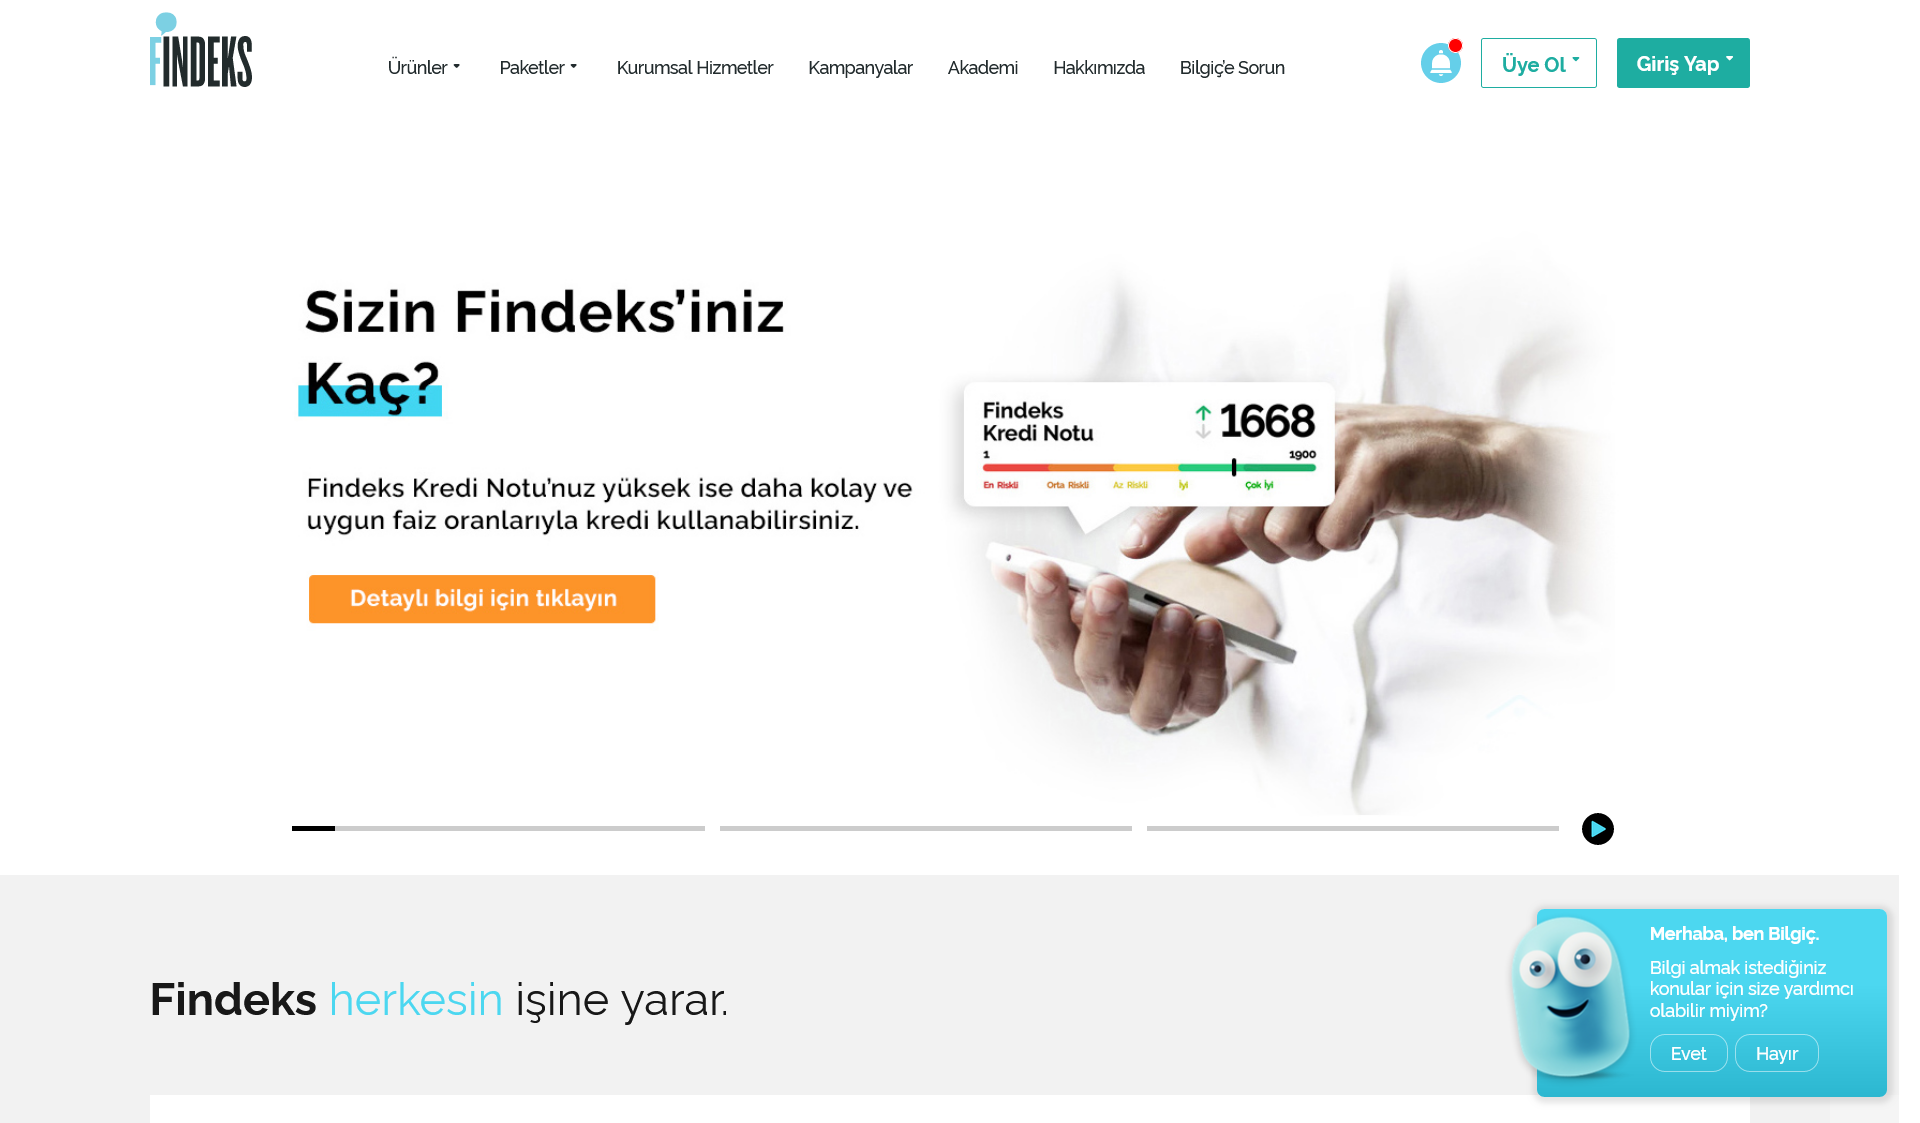 FINDEKS
Ürünler
Paketler
Kurumsal Hizmetler
Kampanyalar
Akademi
Hakkımızda
Bilgiç'e Sorun
Üye Ol
Giriş Yap
Sizin Findeks’iniz
Kaç?
Findeks Kredi Notu’nuz yüksek ise daha kolay ve
uygun faiz oranlarıyla kredi kullanabilirsiniz.
Detaylı bilgi için tıklayın
Findeks
Kredi Notu
1668
1
1900
En Riskli
Orta Riskli
Az Riskli
İyi
Çok İyi
Findeks herkesin işine yarar.
Merhaba, ben Bilgiç.
Bilgi almak istediğiniz
konular için size yardımcı
olabilir miyim?
Evet
Hayır